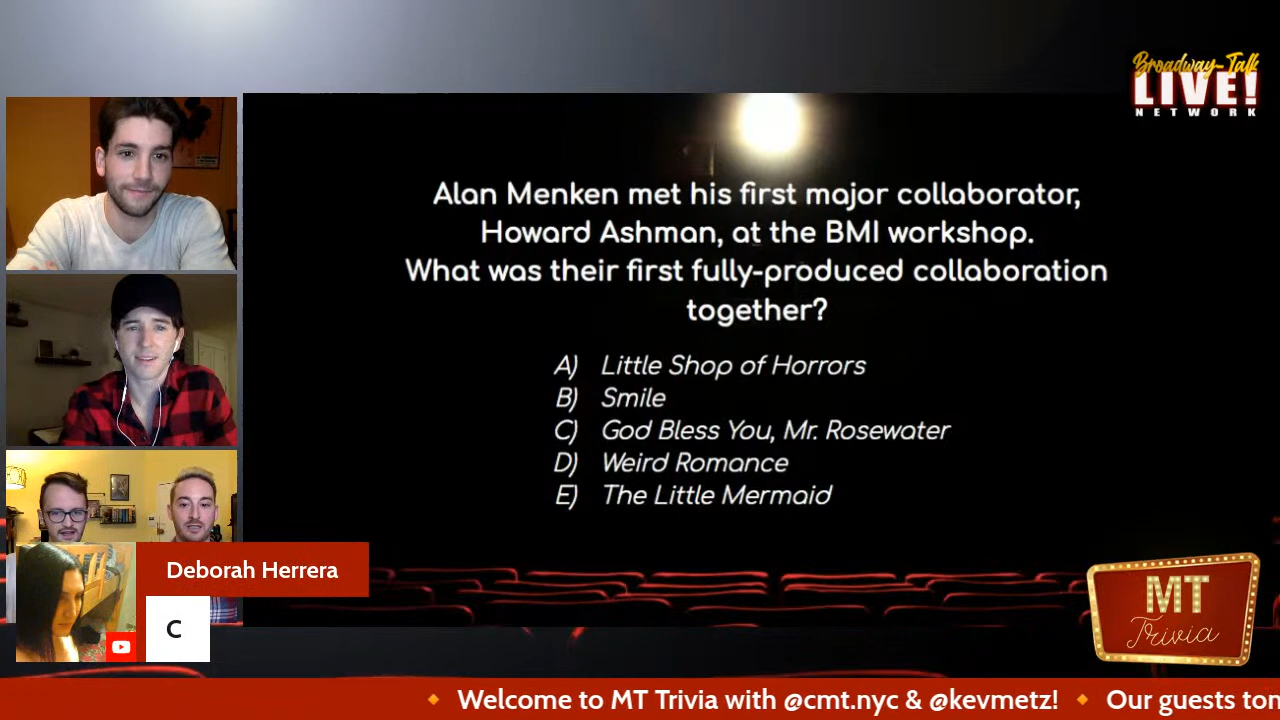 Broadway-Talk
LIVE!
NETWORK
Alan Menken met his first major collaborator,
Howard Ashman, at the BMI workshop.
What was their first fully-produced collaboration
together?
A) Little Shop of Horrors
B) Smile
C) God Bless You, Mr. Rosewater
D) Weird Romance
E) The Little Mermaid
Deborah Herrera
C
MT
Trivia
Welcome to MT Trivia with @cmt.nyc & @kevmetz! Our guests ton